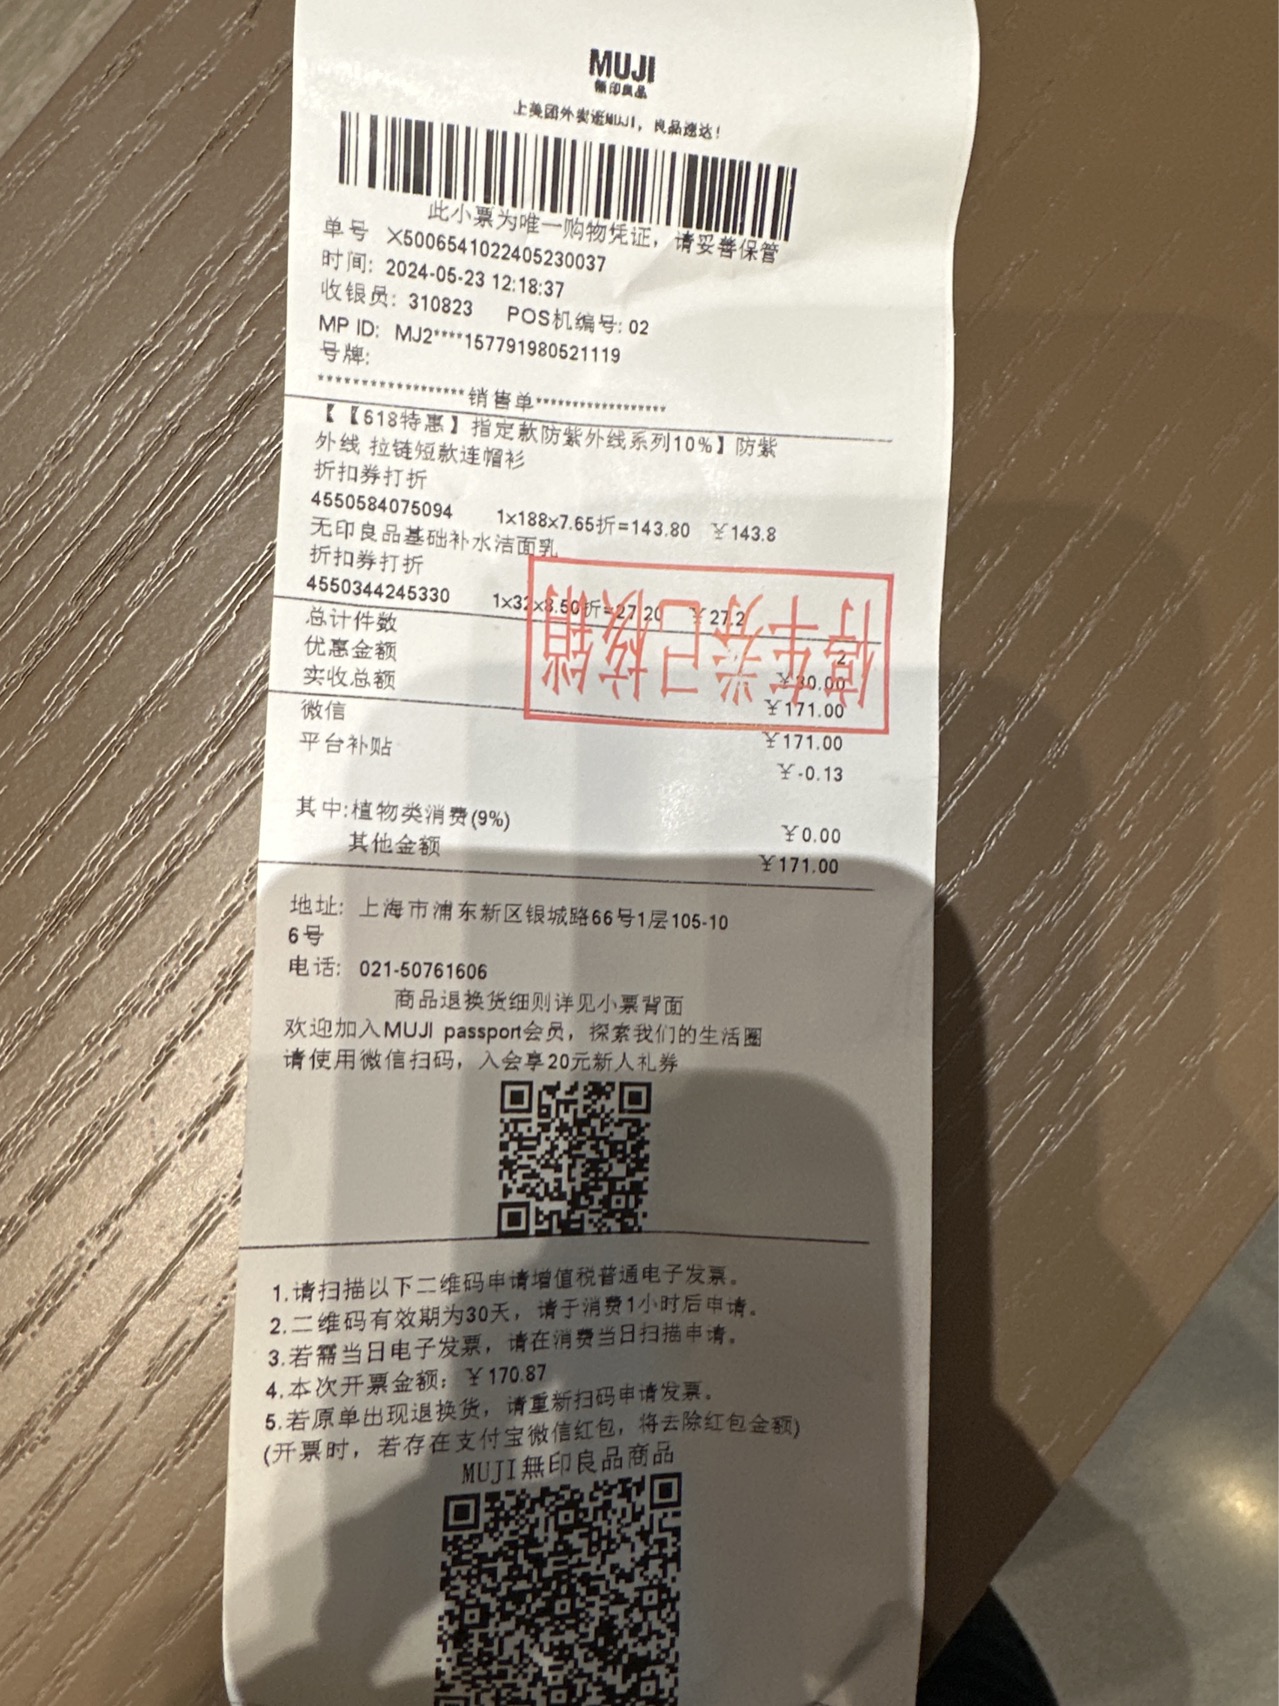 MUJI
無印良品
上美团外卖逛MUJI，良品速达！
此小票为唯一购物凭证，请妥善保管
单号 X5006541022405230037
时间: 2024-05-23 12:18:37
收银员: 310823 POS机编号: 02
MP ID: MJ2****157791980521119
号牌:
******************销售单******************
【【618特惠】指定款防紫外线系列10%】防紫
外线 拉链短款连帽衫
折扣券打折
4550584075094 1x188x7.65折=143.80 ￥143.8
无印良品基础补水洁面乳
折扣券打折
4550344245330 1x32x8.50折=27.20 ￥27.2
总计件数 2
优惠金额 ￥30.00
实收总额 ￥171.00
停车券已核销
微信 ￥171.00
平台补贴 ￥-0.13
其中:植物类消费(9%) ￥0.00
其他金额 ￥171.00
地址: 上海市浦东新区银城路66号1层105-10
6号
电话: 021-50761606
商品退换货细则详见小票背面
欢迎加入MUJI passport会员，探索我们的生活圈
请使用微信扫码，入会享20元新人礼券
1.请扫描以下二维码申请增值税普通电子发票。
2.二维码有效期为30天，请于消费1小时后申请。
3.若需当日电子发票，请在消费当日扫描申请。
4.本次开票金额：￥170.87
5.若原单出现退换货，请重新扫码申请发票。
(开票时，若存在支付宝微信红包，将去除红包金额)
MUJI無印良品商品